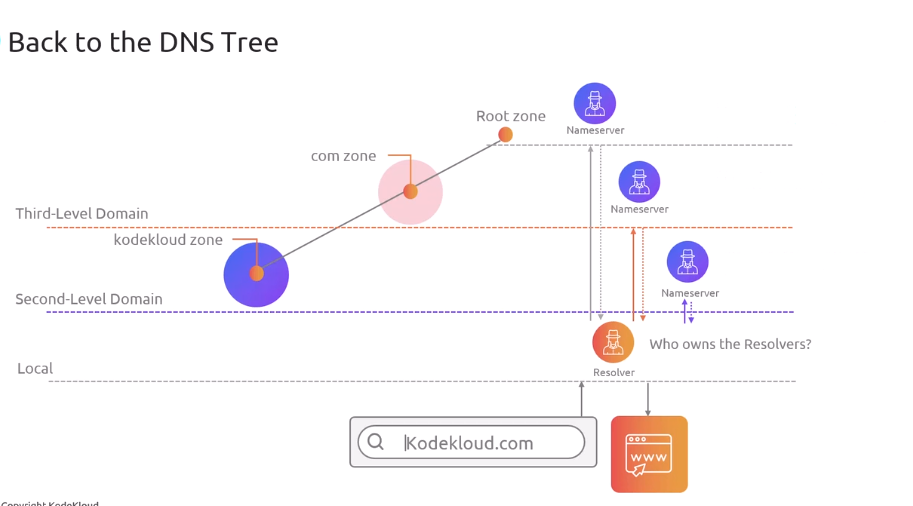 Back to the DNS Tree
Root zone
Nameserver
com zone
Nameserver
Third-Level Domain
kodekloud zone
Nameserver
Second-Level Domain
Who owns the Resolvers?
Local
Resolver
Kodekloud.com
www
Copyright KodeKloud